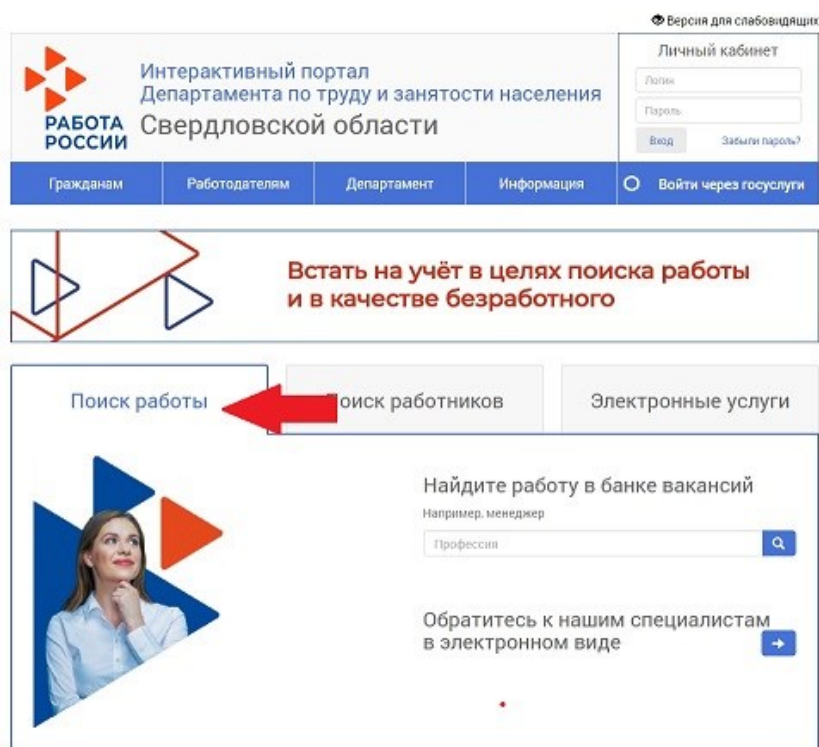 Версия для слабовидящих
РАБОТА
РОССИИ
Интерактивный портал
Департамента по труду и занятости населения
Свердловской области
Личный кабинет
Логин
Пароль
Вход
Забыли пароль?
Гражданам
Работодателям
Департамент
Информация
Войти через госуслуги
Встать на учёт в целях поиска работы
и в качестве безработного
Поиск работы
оиск работников
Электронные услуги
Найдите работу в банке вакансий
Например, менеджер
Профессия
Обратитесь к нашим специалистам
в электронном виде